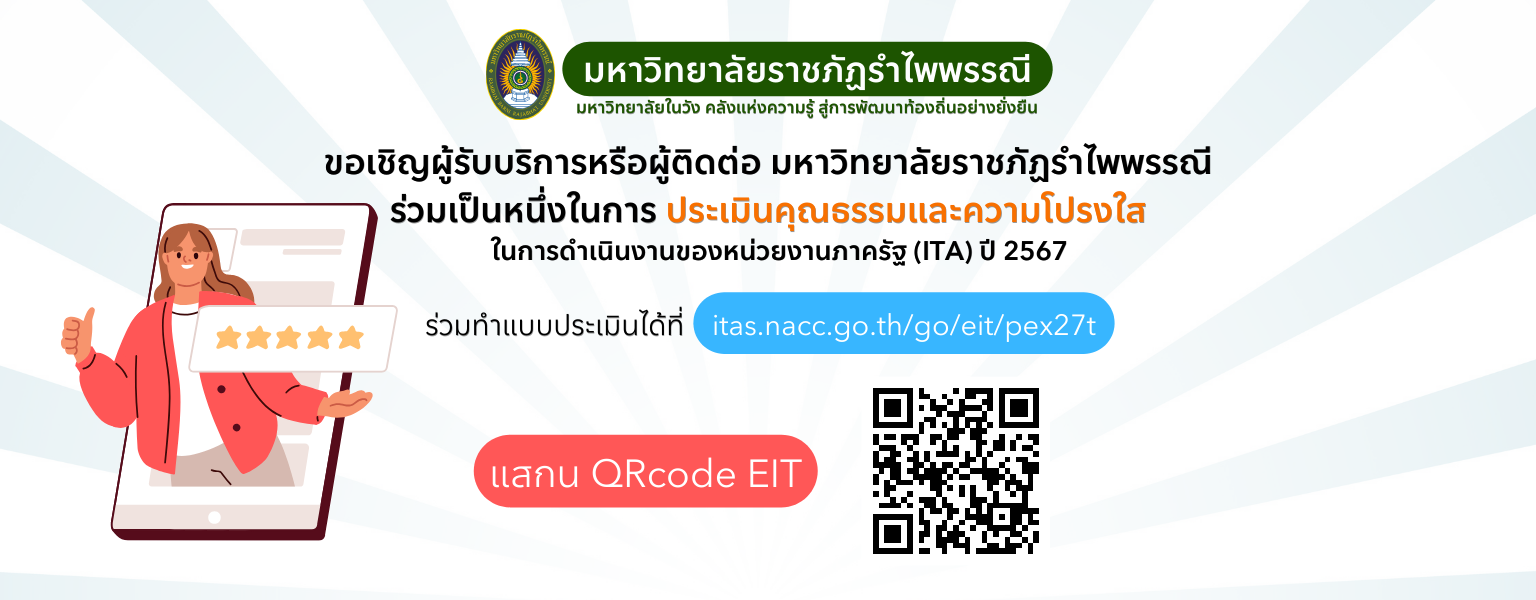 มหาวิทยาลัยราชภัฏรำไพพรรณี
มหาวิทยาลัยในวัง คลังแห่งความรู้ สู่การพัฒนาท้องถิ่นอย่างยั่งยืน
ขอเชิญผู้รับบริการหรือผู้ติดต่อ มหาวิทยาลัยราชภัฏรำไพพรรณี
ร่วมเป็นหนึ่งในการ ประเมินคุณธรรมและความโปร่งใส
ในการดำเนินงานของหน่วยงานภาครัฐ (ITA) ปี 2567
ร่วมทำแบบประเมินได้ที่ itas.nacc.go.th/go/eit/pex27t
แสกน QRcode EIT